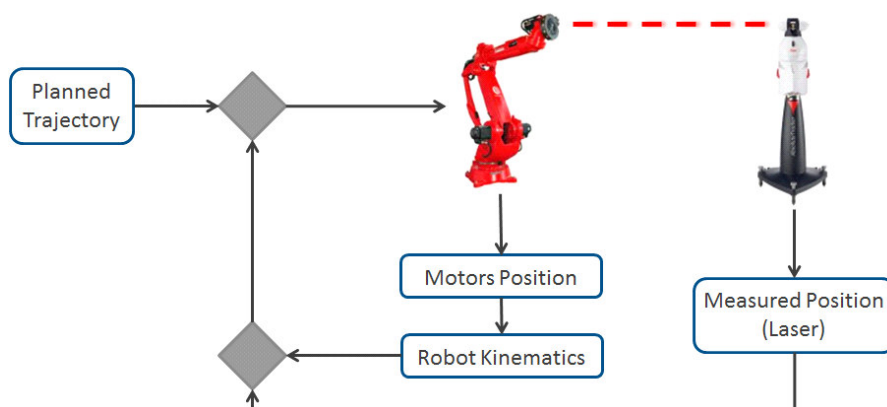 Planned
Trajectory
Motors Position
Measured Position
(Laser)
Robot Kinematics